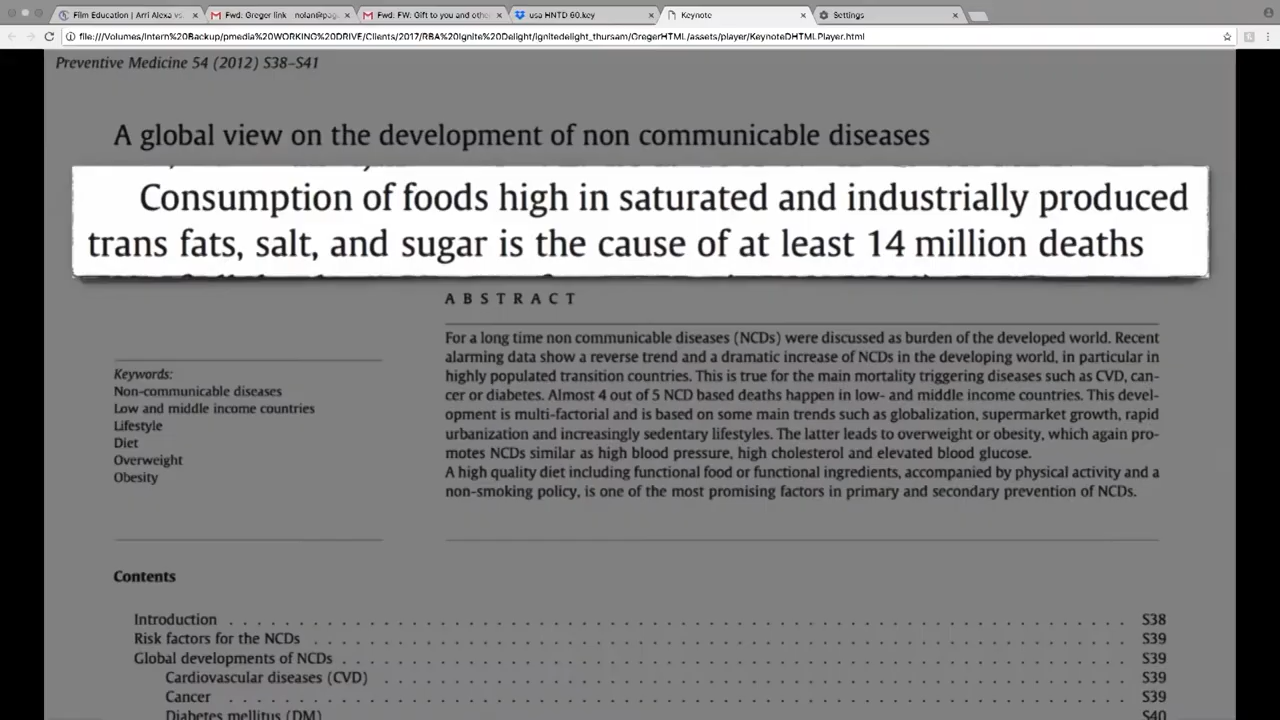 Film Education | Arri Alexa vs.
Fwd: Greger link nolan@pag
Fwd: FW: Gift to you and othe
usa HNTD 60.key
Keynote
Settings
file:///Volumes/Intern%20Backup/pmedia%20WORKING%20DRIVE/Clients/2017/RBA%20Ignite%20Delight/ignitedelight_thursam/GregerHTML/assets/player/KeynoteDHTMLPlayer.html
Preventive Medicine 54 (2012) S38–S41
A global view on the development of non communicable diseases
Consumption of foods high in saturated and industrially produced
trans fats, salt, and sugar is the cause of at least 14 million deaths
ABSTRACT
For a long time non communicable diseases (NCDs) were discussed as burden of the developed world. Recent
alarming data show a reverse trend and a dramatic increase of NCDs in the developing world, in particular in
highly populated transition countries. This is true for the main mortality triggering diseases such as CVD, can-
cer or diabetes. Almost 4 out of 5 NCD based deaths happen in low- and middle income countries. This devel-
opment is multi-factorial and is based on some main trends such as globalization, supermarket growth, rapid
urbanization and increasingly sedentary lifestyles. The latter leads to overweight or obesity, which again pro-
motes NCDs similar as high blood pressure, high cholesterol and elevated blood glucose.
A high quality diet including functional food or functional ingredients, accompanied by physical activity and a
non-smoking policy, is one of the most promising factors in primary and secondary prevention of NCDs.
Keywords:
Non-communicable diseases
Low and middle income countries
Lifestyle
Diet
Overweight
Obesity
Contents
Introduction . . . . . . . . . . . . . . . . . . . . . . . . . . . . . . S38
Risk factors for the NCDs . . . . . . . . . . . . . . . . . . . . . . . . . . S39
Global developments of NCDs . . . . . . . . . . . . . . . . . . . . . . . . . S39
Cardiovascular diseases (CVD) . . . . . . . . . . . . . . . . . . . . . . . . S39
Cancer . . . . . . . . . . . . . . . . . . . . . . . . . . . . . . S39
Diabetes mellitus (DM) S40